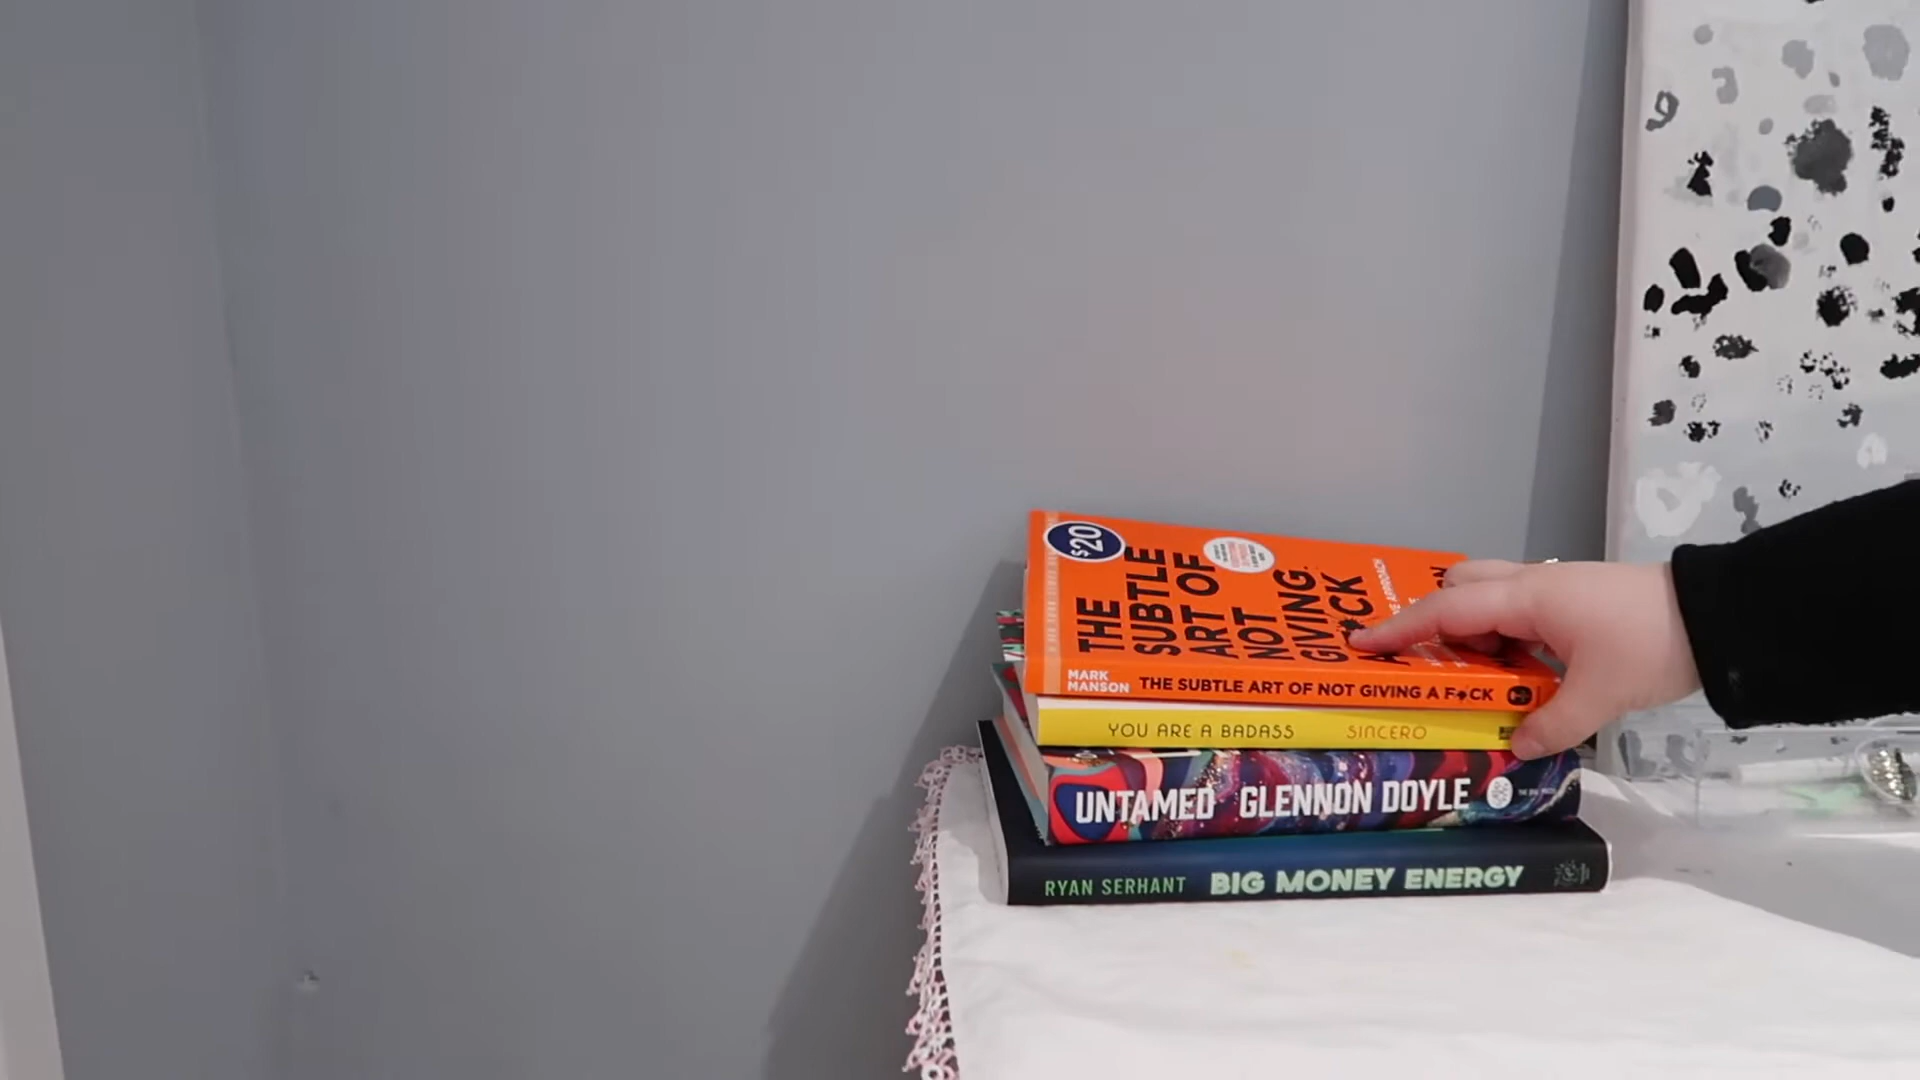 $20
THE
SUBTLE
ART OF
NOT
GIVING
MARK
MANSON
THE SUBTLE ART OF NOT GIVING A F CK
YOU ARE A BADASS SINCERO
UNTAMED GLENNON DOYLE
RYAN SERHANT BIG MONEY ENERGY